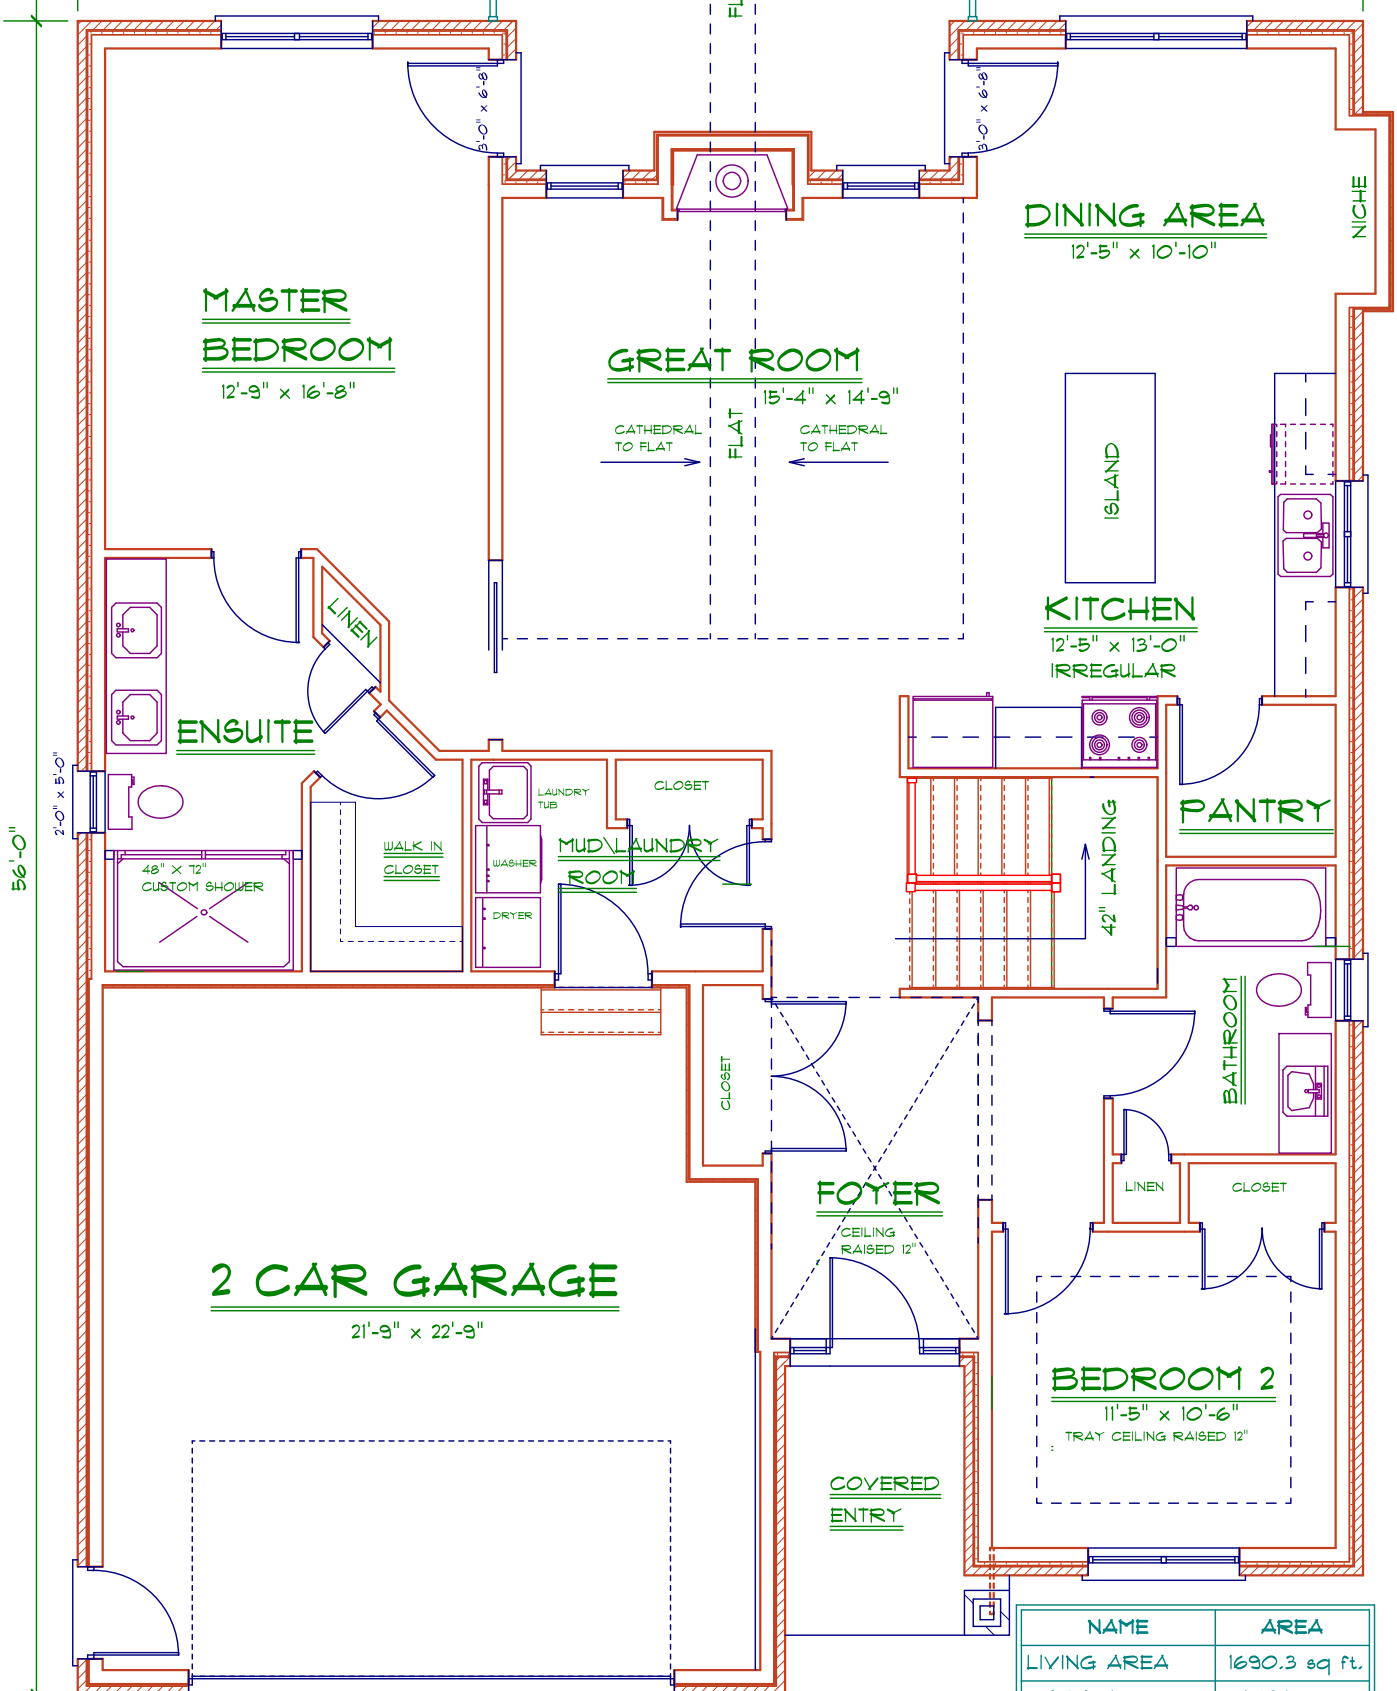 3'-0" x 6'-8"
3'-0" x 6'-8"
DINING AREA
12'-5" x 10'-10"
NICHE
MASTER
BEDROOM
12'-9" x 16'-8"
GREAT ROOM
15'-4" x 14'-9"
CATHEDRAL
TO FLAT
FLAT
CATHEDRAL
TO FLAT
ISLAND
LINEN
KITCHEN
12'-5" x 13'-0"
IRREGULAR
ENSUITE
2'-0" x 5'-0"
56'-0"
LAUNDRY
TUB
CLOSET
PANTRY
WALK IN
CLOSET
MUD\LAUNDRY
ROOM
WASHER
DRYER
48" X 72"
CUSTOM SHOWER
42" LANDING
BATHROOM
CLOSET
FOYER
CEILING
RAISED 12"
LINEN
CLOSET
2 CAR GARAGE
21'-9" x 22'-9"
BEDROOM 2
11'-5" x 10'-6"
TRAY CEILING RAISED 12"
COVERED
ENTRY
NAME AREA
LIVING AREA 1690.3 sq ft.